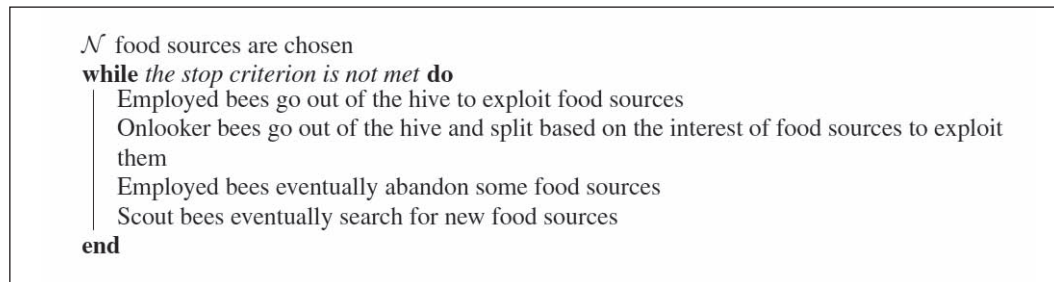 𝒩 food sources are chosen
while the stop criterion is not met do
Employed bees go out of the hive to exploit food sources
Onlooker bees go out of the hive and split based on the interest of food sources to exploit
them
Employed bees eventually abandon some food sources
Scout bees eventually search for new food sources
end